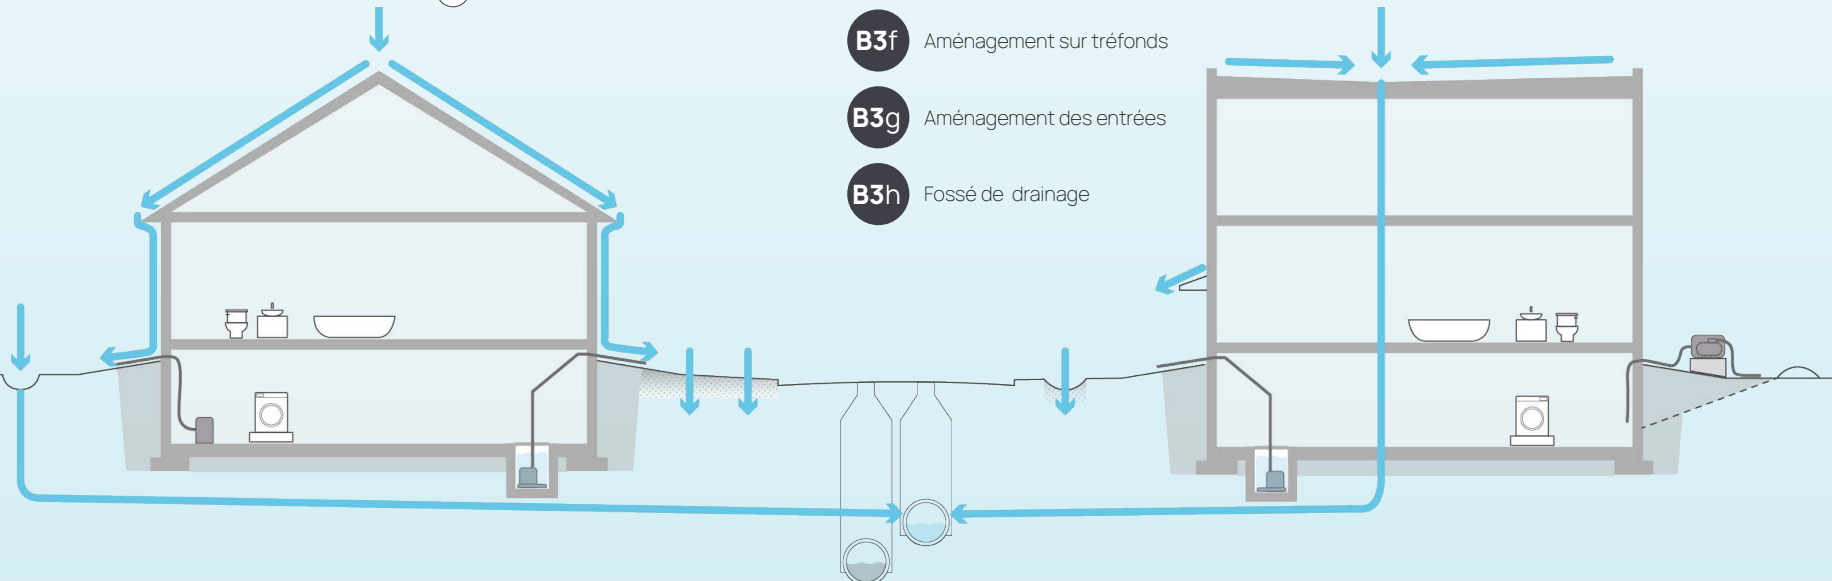 B3f Aménagement sur tréfonds
B3g Aménagement des entrées
B3h Fossé de drainage